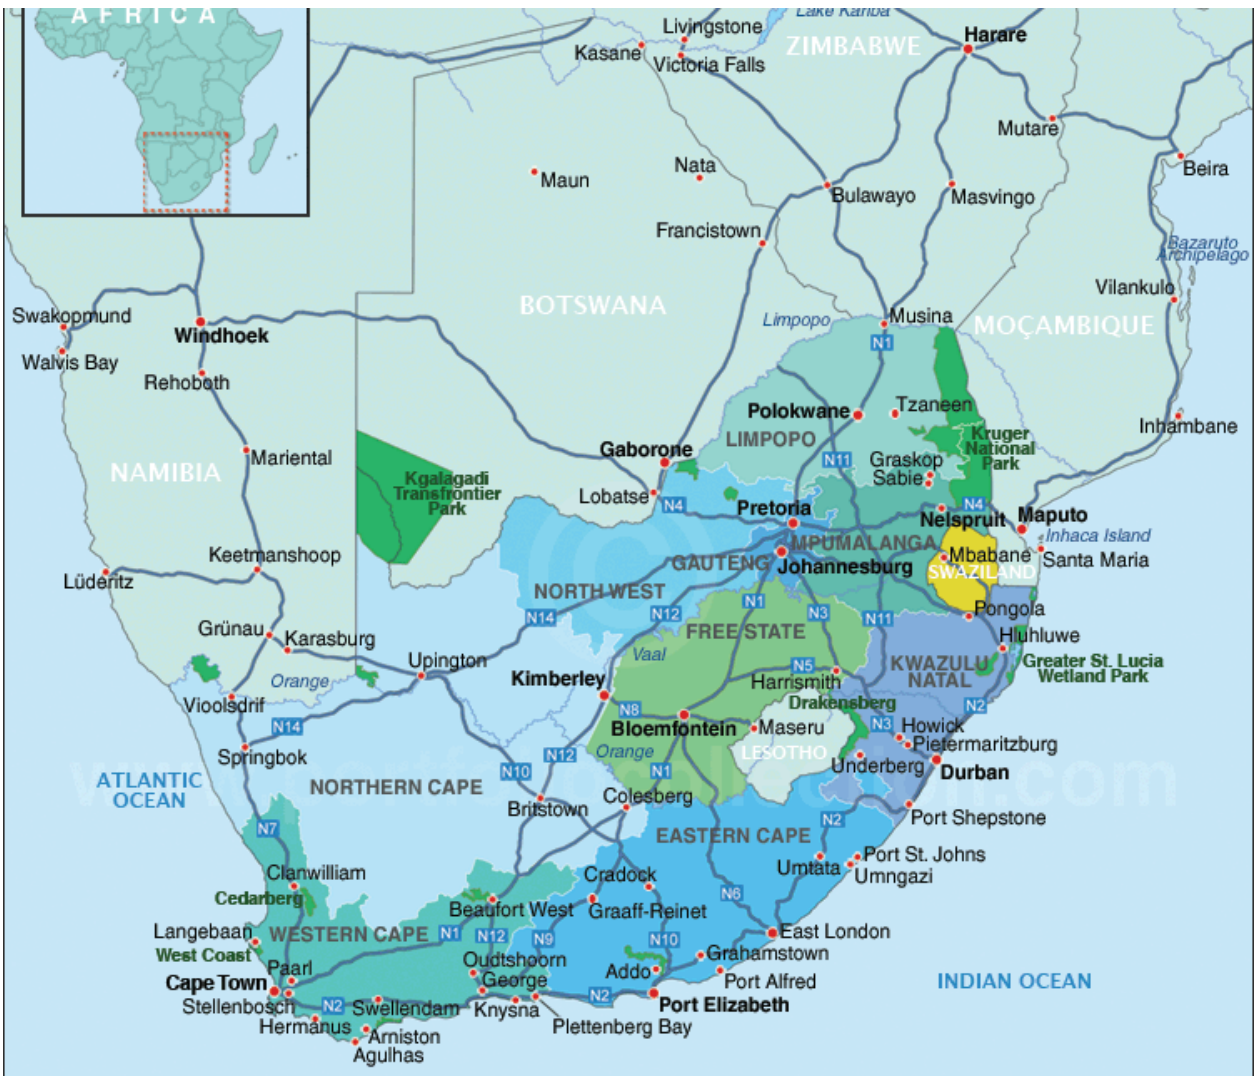 AFRICA
Lake Kariba
Livingstone
Harare
ZIMBABWE
Kasane
Victoria Falls
Mutare
Beira
Nata
Maun
Bulawayo
Masvingo
Francistown
Bazaruto
Archipelago
Vilankulo
BOTSWANA
Swakopmund
Windhoek
Limpopo
Musina
MOÇAMBIQUE
N1
Walvis Bay
Rehoboth
Polokwane
Tzaneen
LIMPOPO
Inhambane
Kruger
National
Park
Gaborone
Mariental
NAMIBIA
N11
Graskop
Sabie
Kgalagadi
Transfrontier
Park
Lobatse
N4
Pretoria
N4
Nelspruit
Maputo
Inhaca Island
MPUMALANGA
Mbabane
Santa Maria
Keetmanshoop
GAUTENG
Johannesburg
SWAZILAND
Lüderitz
NORTH WEST
N14
N12
N1
N3
N11
Pongola
Grünau
Karasburg
FREE STATE
Hluhluwe
Vaal
Upington
N5
KWAZULU
NATAL
Greater St. Lucia
Wetland Park
Orange
Kimberley
Harrismith
Vioolsdrif
N8
Drakensberg
N2
N14
Bloemfontein
Maseru
N3
Howick
Pietermaritzburg
Springbok
N12
Orange
LESOTHO
Underberg
Durban
www.portfoliocollection.com
ATLANTIC
OCEAN
N10
N1
NORTHERN CAPE
Colesberg
Britstown
Port Shepstone
N7
EASTERN CAPE
N2
Clanwilliam
Cradock
Umtata
Port St. Johns
Umngazi
Cedarberg
Beaufort West
Graaff-Reinet
N6
Langebaan
WESTERN CAPE
N1
N12
N9
N10
East London
West Coast
Oudtshoorn
Grahamstown
Paarl
Addo
Cape Town
George
Port Alfred
INDIAN OCEAN
Stellenbosch
N2
Swellendam
Knysna
N2
Port Elizabeth
Hermanus
Arniston
Plettenberg Bay
Agulhas